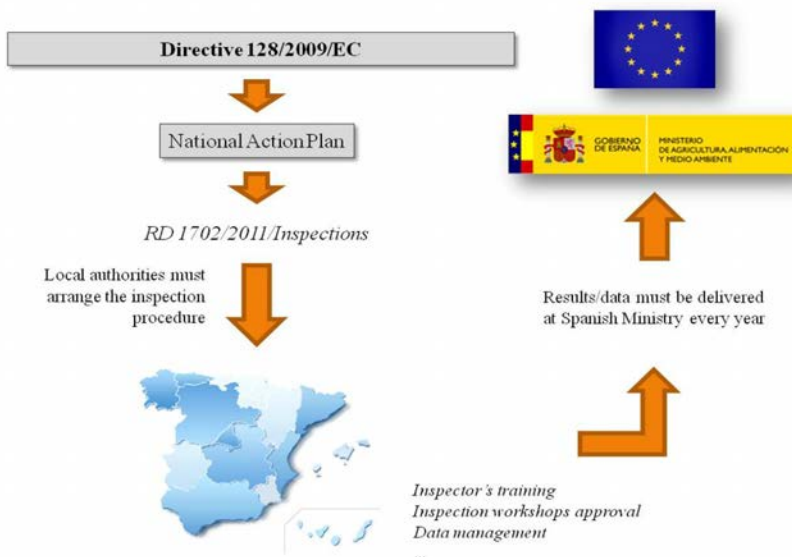 Directive 128/2009/EC
National Action Plan
RD 1702/2011/Inspections
Local authorities must
arrange the inspection
procedure
GOBIERNO
DE ESPAÑA
MINISTERIO
DE AGRICULTURA, ALIMENTACIÓN
Y MEDIO AMBIENTE
Results/data must be delivered
at Spanish Ministry every year
Inspector´s training
Inspection workshops approval
Data management